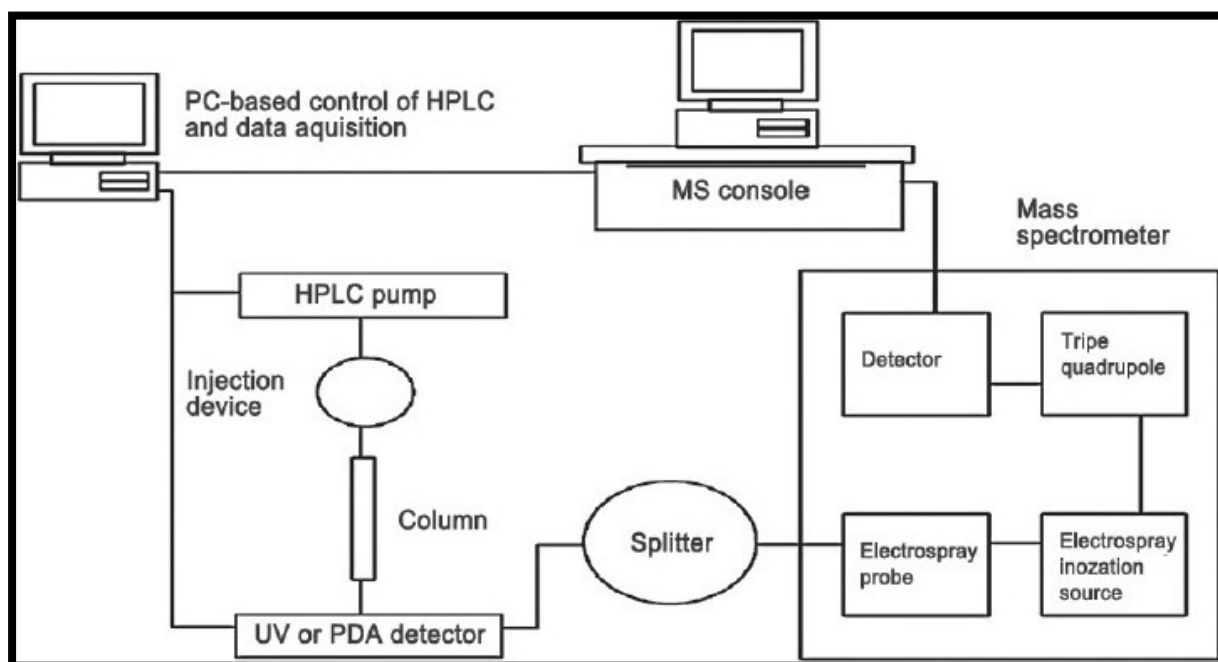 PC-based control of HPLC
and data aquisition
MS console
Mass
spectrometer
HPLC pump
Detector
Tripe
quadrupole
Injection
device
Column
Splitter
Electrospray
probe
Electrospray
inozation
source
UV or PDA detector